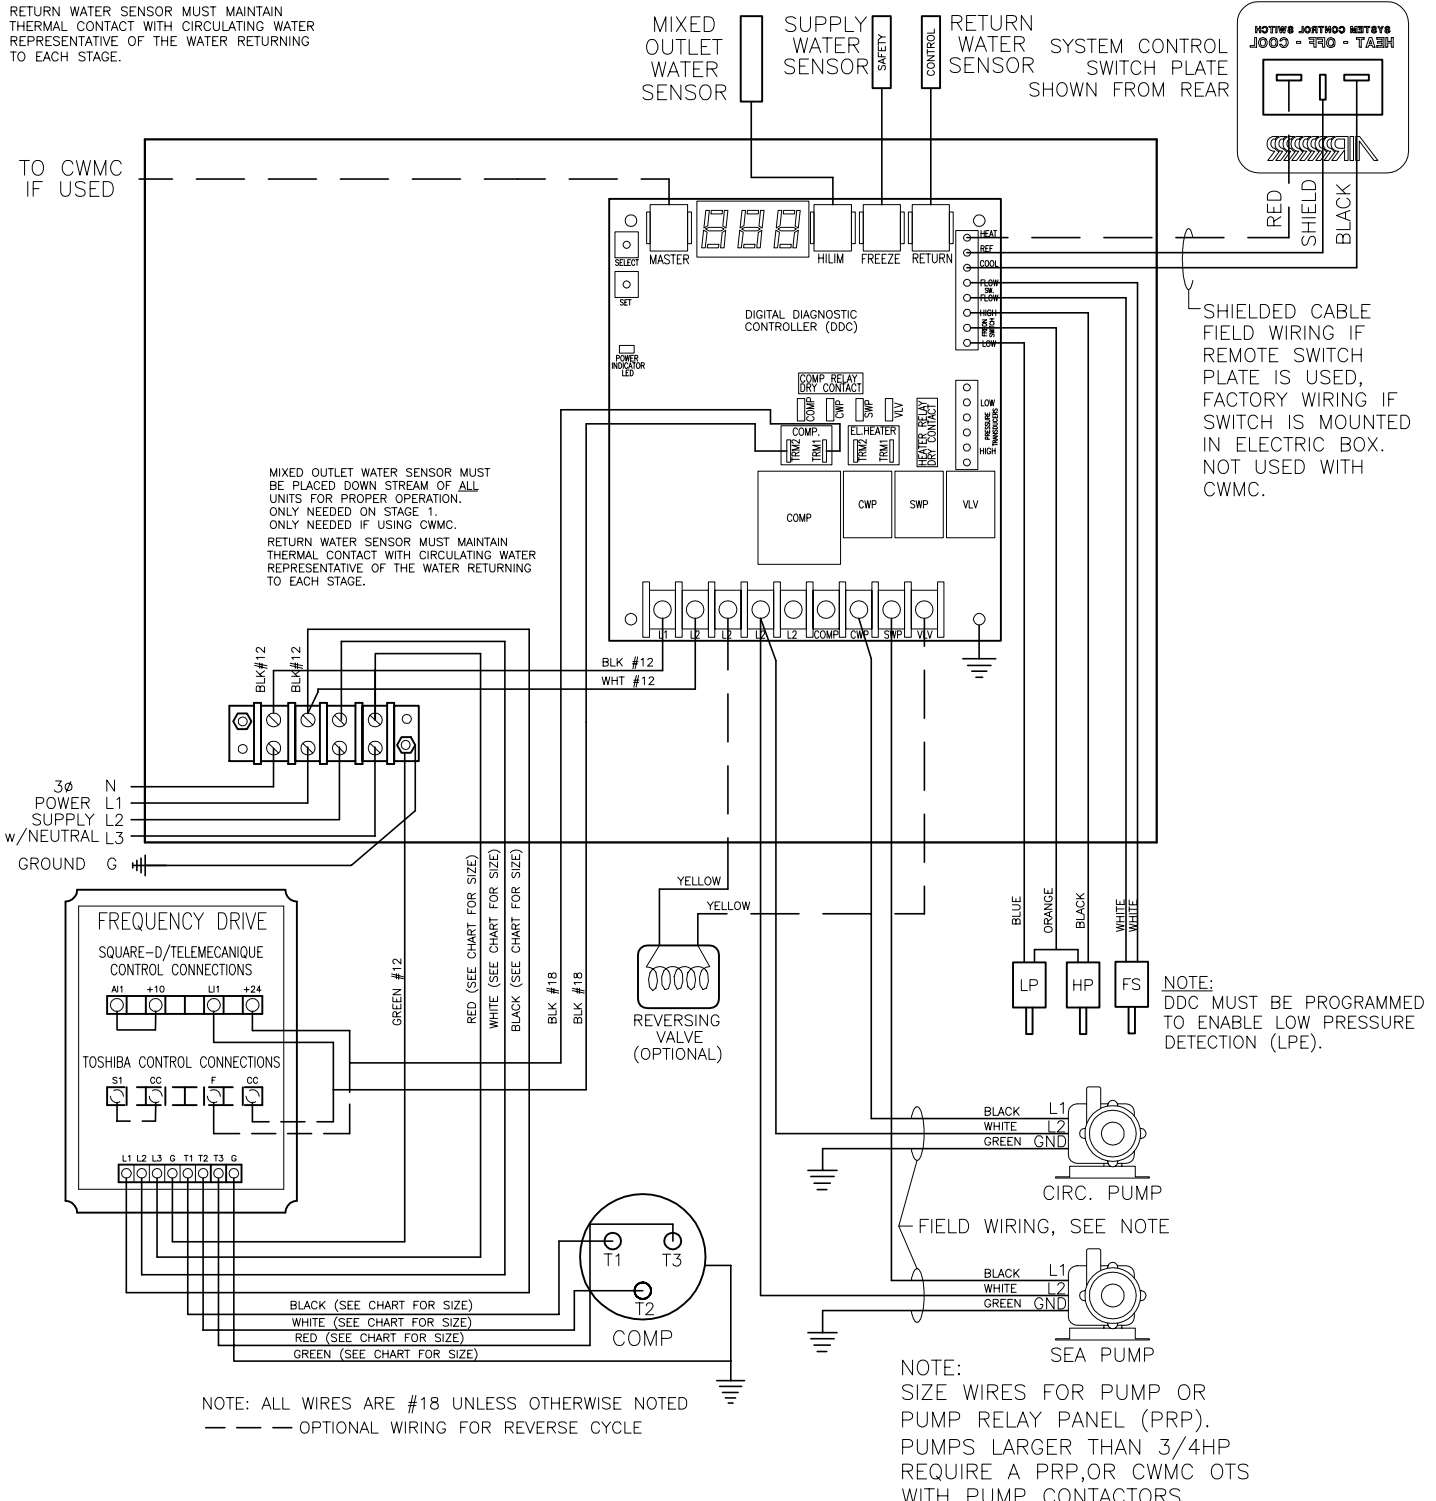 RETURN WATER SENSOR MUST MAINTAIN
THERMAL CONTACT WITH CIRCULATING WATER
REPRESENTATIVE OF THE WATER RETURNING
TO EACH STAGE.
MIXED
OUTLET
WATER
SENSOR
SUPPLY
WATER
SENSOR
SAFETY
CONTROL
RETURN
WATER
SENSOR
SYSTEM CONTROL
SWITCH PLATE
SHOWN FROM REAR
SYSTEM CONTROL SWITCH
HEAT - OFF - COOL
TO CWMC
IF USED
RED
SHIELD
BLACK
SELECT
SET
MASTER
HILIM
FREEZE
RETURN
HEAT
REF
COOL
FLOW
SW.
FLOW
HIGH
FREON
SWITCH
LOW
DIGITAL DIAGNOSTIC
CONTROLLER (DDC)
POWER
INDICATOR
LED
SHIELDED CABLE
FIELD WIRING IF
REMOTE SWITCH
PLATE IS USED,
FACTORY WIRING IF
SWITCH IS MOUNTED
IN ELECTRIC BOX.
NOT USED WITH
CWMC.
COMP RELAY
DRY CONTACT
COMP
CWP
SWP
VLV
COMP.
TRM2
TRM1
EL.HEATER
TRM2
TRM1
HEATER RELAY
DRY CONTACT
LOW
PRESSURE
TRANSDUCERS
HIGH
COMP
CWP
SWP
VLV
MIXED OUTLET WATER SENSOR MUST
BE PLACED DOWN STREAM OF ALL
UNITS FOR PROPER OPERATION.
ONLY NEEDED ON STAGE 1.
ONLY NEEDED IF USING CWMC.
RETURN WATER SENSOR MUST MAINTAIN
THERMAL CONTACT WITH CIRCULATING WATER
REPRESENTATIVE OF THE WATER RETURNING
TO EACH STAGE.
L1
L2
L2
L2
L2
COMP
CWP
SWP
VLV
BLK#12
BLK#12
BLK #12
WHT #12
3ø N
POWER L1
SUPPLY L2
w/NEUTRAL L3
GROUND G
FREQUENCY DRIVE
SQUARE-D/TELEMECANIQUE
CONTROL CONNECTIONS
AI1 +10 LI1 +24
TOSHIBA CONTROL CONNECTIONS
S1 CC F CC
L1 L2 L3 G T1 T2 T3 G
GREEN #12
RED (SEE CHART FOR SIZE)
WHITE (SEE CHART FOR SIZE)
BLACK (SEE CHART FOR SIZE)
BLK #18
BLK #18
YELLOW
YELLOW
REVERSING
VALVE
(OPTIONAL)
BLUE
ORANGE
BLACK
WHITE
WHITE
LP
HP
FS
NOTE:
DDC MUST BE PROGRAMMED
TO ENABLE LOW PRESSURE
DETECTION (LPE).
BLACK L1
WHITE L2
GREEN GND
CIRC. PUMP
FIELD WIRING, SEE NOTE
BLACK L1
WHITE L2
GREEN GND
SEA PUMP
T1
T3
T2
COMP
BLACK (SEE CHART FOR SIZE)
WHITE (SEE CHART FOR SIZE)
RED (SEE CHART FOR SIZE)
GREEN (SEE CHART FOR SIZE)
NOTE: ALL WIRES ARE #18 UNLESS OTHERWISE NOTED
OPTIONAL WIRING FOR REVERSE CYCLE
NOTE:
SIZE WIRES FOR PUMP OR
PUMP RELAY PANEL (PRP).
PUMPS LARGER THAN 3/4HP
REQUIRE A PRP,OR CWMC OTS
WITH PUMP CONTACTORS